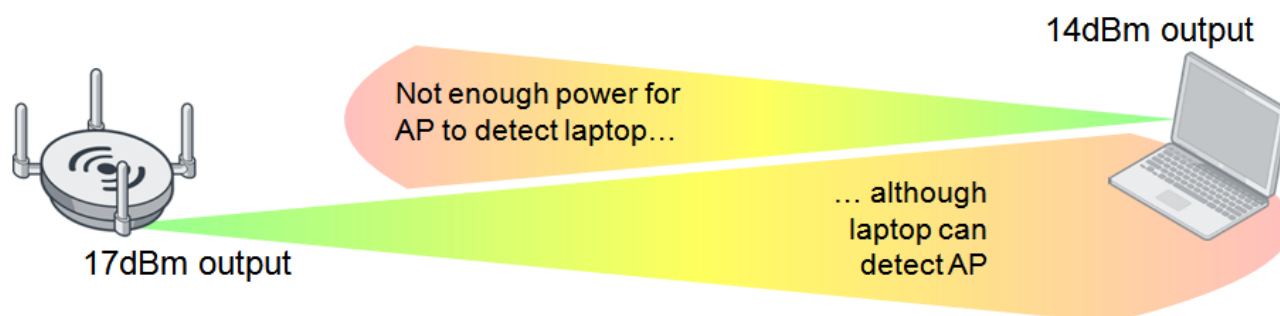 14dBm output
Not enough power for
AP to detect laptop…
… although
laptop can
detect AP
17dBm output